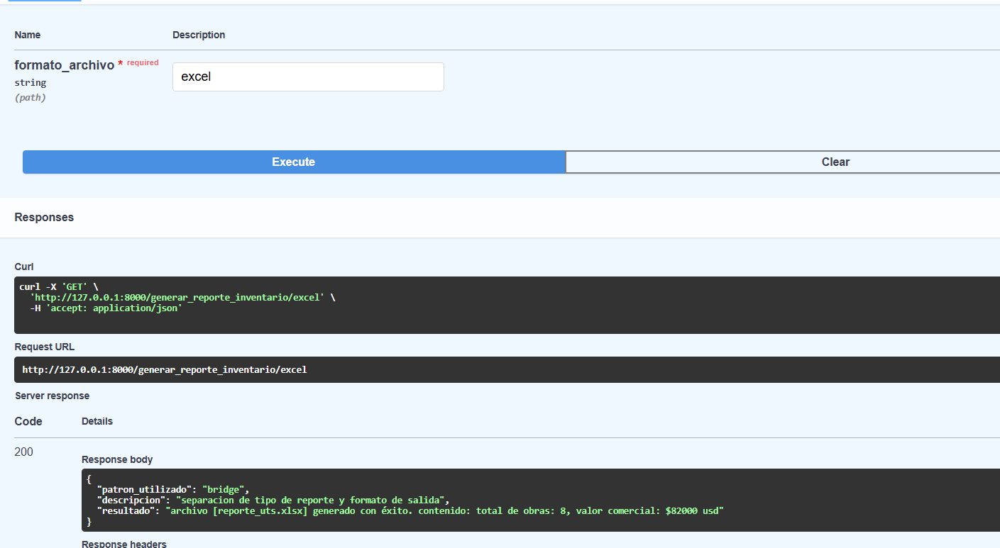 Name Description
formato_archivo * required
string
(path)
excel
Execute Clear
Responses
Curl
curl -X 'GET' \
  'http://127.0.0.1:8000/generar_reporte_inventario/excel' \
  -H 'accept: application/json'
Request URL
http://127.0.0.1:8000/generar_reporte_inventario/excel
Server response
Code Details
200
Response body
{
  "patron_utilizado": "bridge",
  "descripcion": "separacion de tipo de reporte y formato de salida",
  "resultado": "archivo [reporte_uts.xlsx] generado con éxito. contenido: total de obras: 8, valor comercial: $82000 usd"
}
Response headers